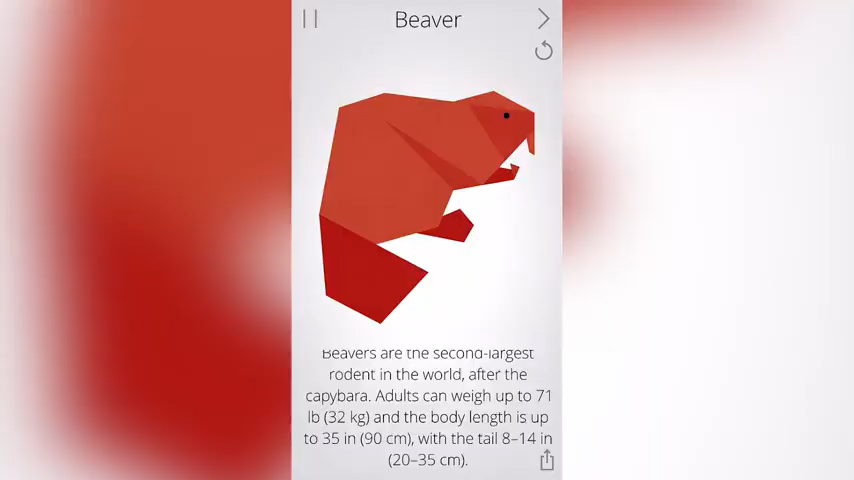 Beaver
Beavers are the second-largest
rodent in the world, after the
capybara. Adults can weigh up to 71
lb (32 kg) and the body length is up
to 35 in (90 cm), with the tail 8–14 in
(20–35 cm).